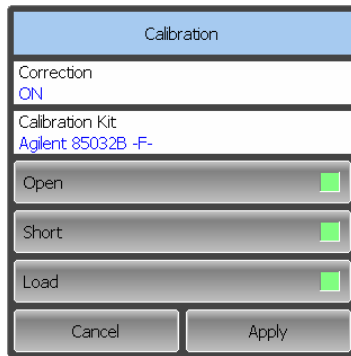 Calibration
Correction
ON
Calibration Kit
Agilent 85032B -F-
Open
Short
Load
Cancel
Apply